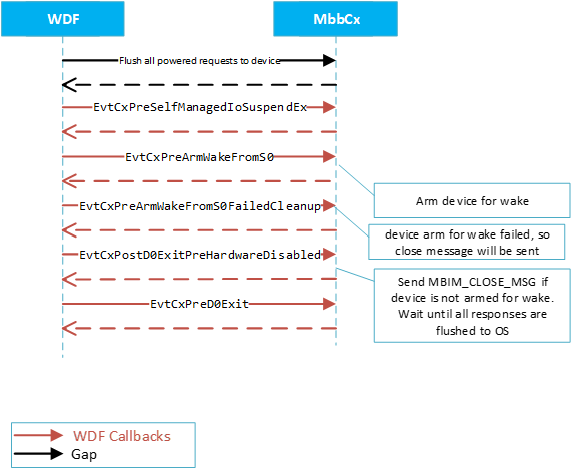 WDF
MbbCx
Flush all powered requests to device
EvtCxPreSelfManagedIoSuspendEx
EvtCxPreArmWakeFromS0
Arm device for wake
EvtCxPreArmWakeFromS0FailedCleanup
device arm for wake failed, so
close message will be sent
EvtCxPostD0ExitPreHardwareDisabled
Send MBIM_CLOSE_MSG if
device is not armed for wake.
Wait until all responses are
flushed to OS
EvtCxPreD0Exit
WDF Callbacks
Gap